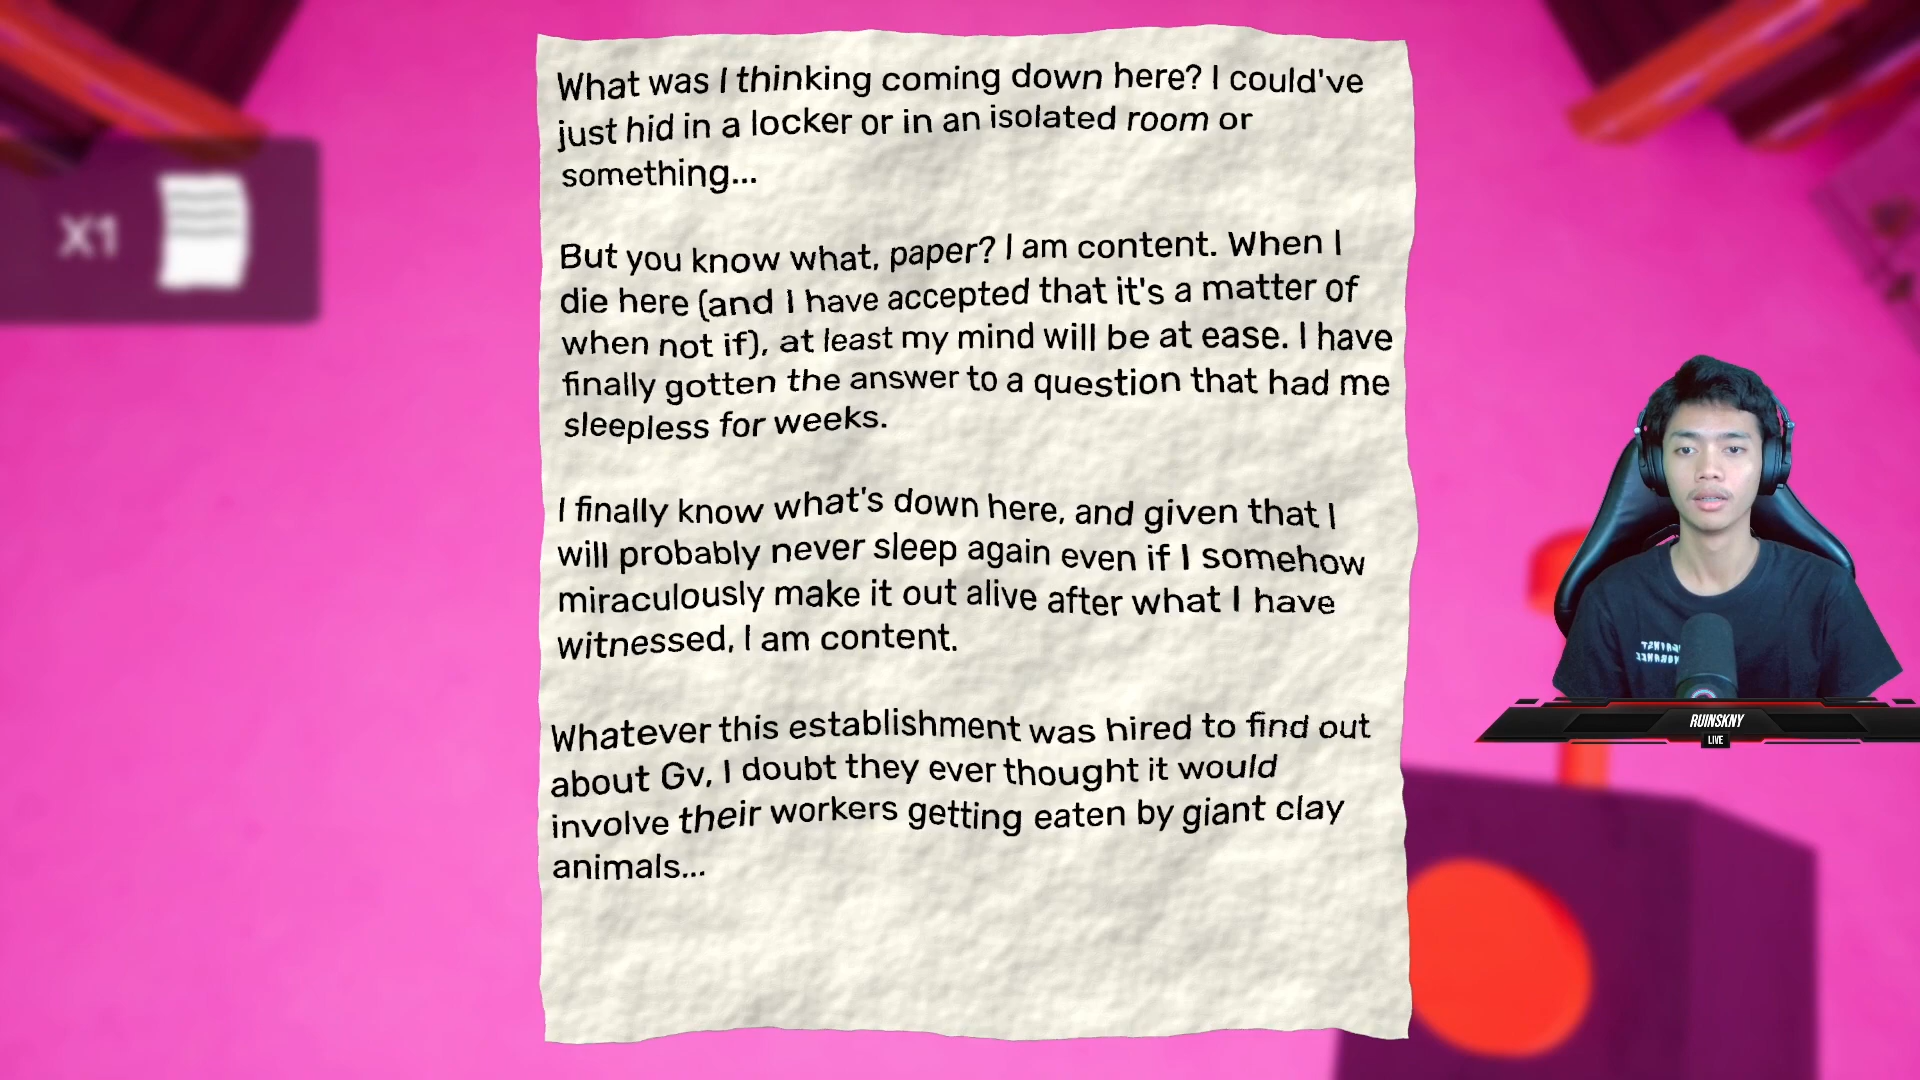 What was I thinking coming down here? I could've
just hid in a locker or in an isolated room or
something...
But you know what, paper? I am content. When I
die here (and I have accepted that it's a matter of
when not if), at least my mind will be at ease. I have
finally gotten the answer to a question that had me
sleepless for weeks.
I finally know what's down here, and given that I
will probably never sleep again even if I somehow
miraculously make it out alive after what I have
witnessed, I am content.
Whatever this establishment was hired to find out
about Gv, I doubt they ever thought it would
involve their workers getting eaten by giant clay
animals...
X1
RUINSKNY
LIVE